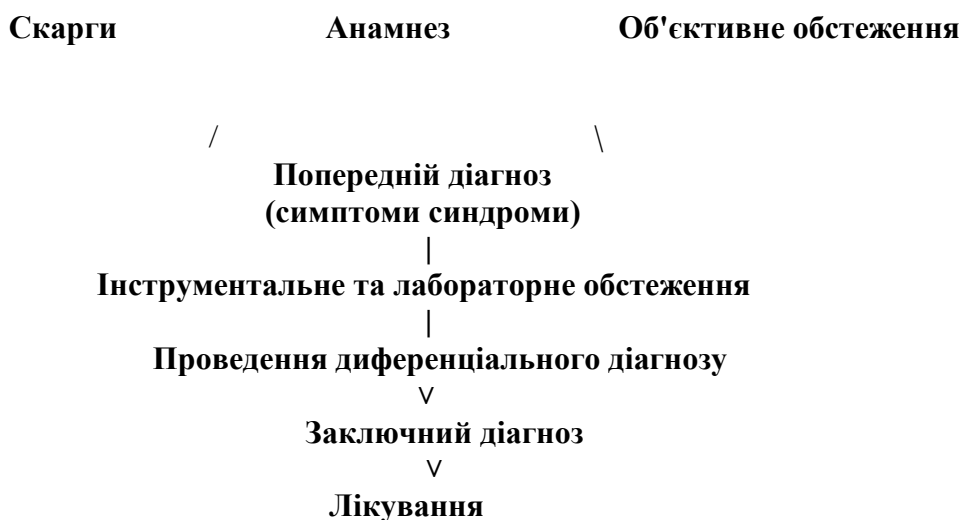 Скарги Анамнез Об'єктивне обстеження
/ \
Попередній діагноз
(симптоми синдроми)
|
Інструментальне та лабораторне обстеження
|
Проведення диференціального діагнозу
˅
Заключний діагноз
˅
Лікування